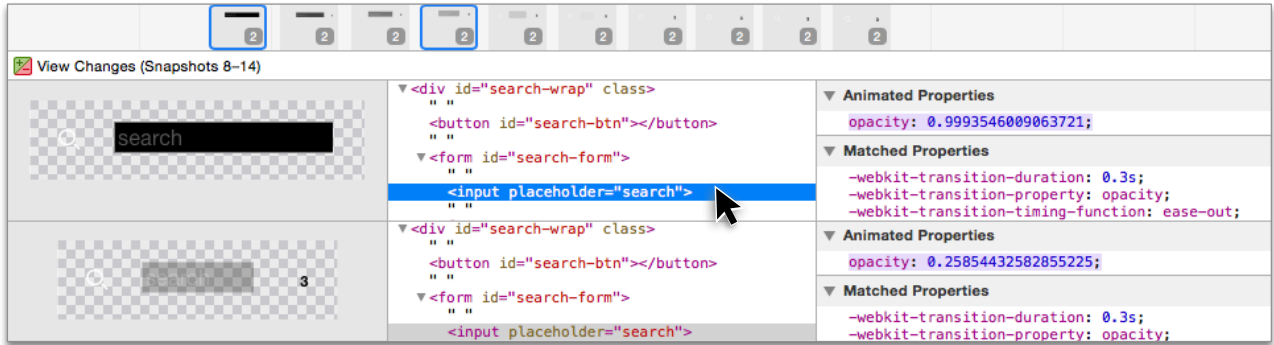 2 2 2 2 2 2 2 2 2 2
View Changes (Snapshots 8–14)
search
▼<div id="search-wrap" class>
" "
<button id="search-btn"></button>
" "
▼<form id="search-form">
" "
<input placeholder="search">
" "
▼ Animated Properties
opacity: 0.9993546009063721;
▼ Matched Properties
-webkit-transition-duration: 0.3s;
-webkit-transition-property: opacity;
-webkit-transition-timing-function: ease-out;
search
3
▼<div id="search-wrap" class>
" "
<button id="search-btn"></button>
" "
▼<form id="search-form">
" "
<input placeholder="search">
▼ Animated Properties
opacity: 0.25854432582855225;
▼ Matched Properties
-webkit-transition-duration: 0.3s;
-webkit-transition-property: opacity;